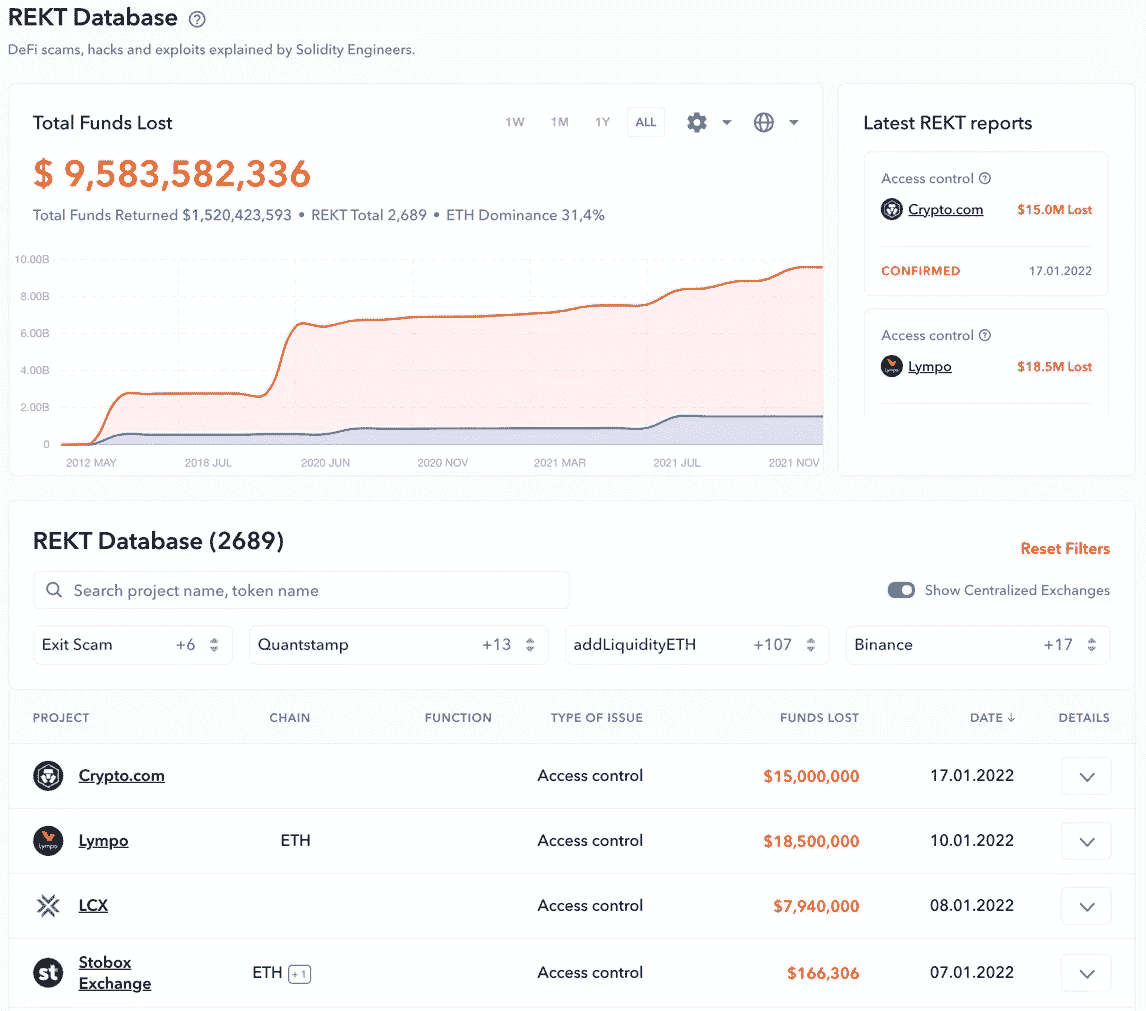 REKT Database ?
DeFi scams, hacks and exploits explained by Solidity Engineers.
Total Funds Lost
1W 1M 1Y ALL
$ 9,583,582,336
Total Funds Returned $1,520,423,593 • REKT Total 2,689 • ETH Dominance 31,4%
10.00B
8.00B
6.00B
4.00B
2.00B
0
2012 MAY 2018 JUL 2020 JUN 2020 NOV 2021 MAR 2021 JUL 2021 NOV
Latest REKT reports
Access control ?
Crypto.com $15.0M Lost
CONFIRMED 17.01.2022
Access control ?
Lympo Lympo $18.5M Lost
REKT Database (2689)
Reset Filters
Search project name, token name
Show Centralized Exchanges
Exit Scam +6 Quantstamp +13 addLiquidityETH +107 Binance +17
PROJECT CHAIN FUNCTION TYPE OF ISSUE FUNDS LOST DATE ↓ DETAILS
Crypto.com Access control $15,000,000 17.01.2022
Lympo Lympo ETH Access control $18,500,000 10.01.2022
LCX Access control $7,940,000 08.01.2022
st Stobox
Exchange ETH +1 Access control $166,306 07.01.2022